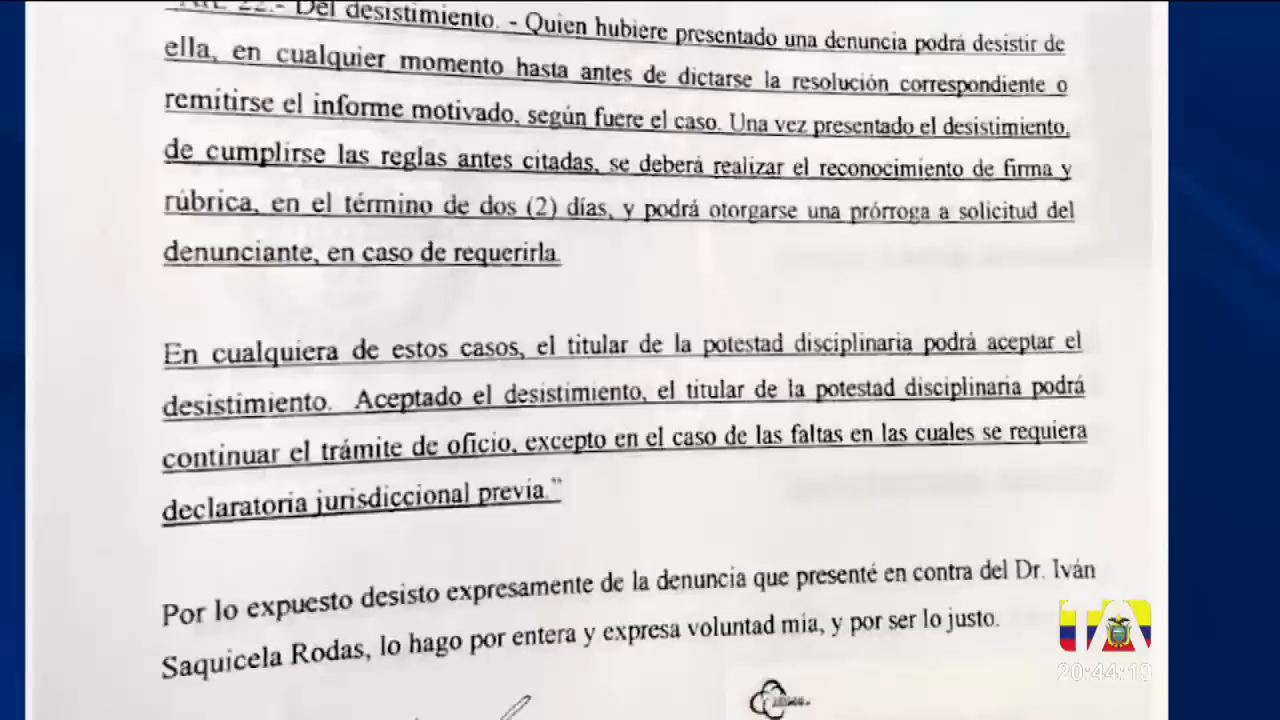 Art. 22.- Del desistimiento. - Quien hubiere presentado una denuncia podrá desistir de
ella, en cualquier momento hasta antes de dictarse la resolución correspondiente o
remitirse el informe motivado, según fuere el caso. Una vez presentado el desistimiento,
de cumplirse las reglas antes citadas, se deberá realizar el reconocimiento de firma y
rúbrica, en el término de dos (2) días, y podrá otorgarse una prórroga a solicitud del
denunciante, en caso de requerirla.
En cualquiera de estos casos, el titular de la potestad disciplinaria podrá aceptar el
desistimiento. Aceptado el desistimiento, el titular de la potestad disciplinaria podrá
continuar el trámite de oficio, excepto en el caso de las faltas en las cuales se requiera
declaratoria jurisdiccional previa."
Por lo expuesto desisto expresamente de la denuncia que presenté en contra del Dr. Iván
Saquicela Rodas, lo hago por entera y expresa voluntad mia, y por ser lo justo.
TA
20:44:19